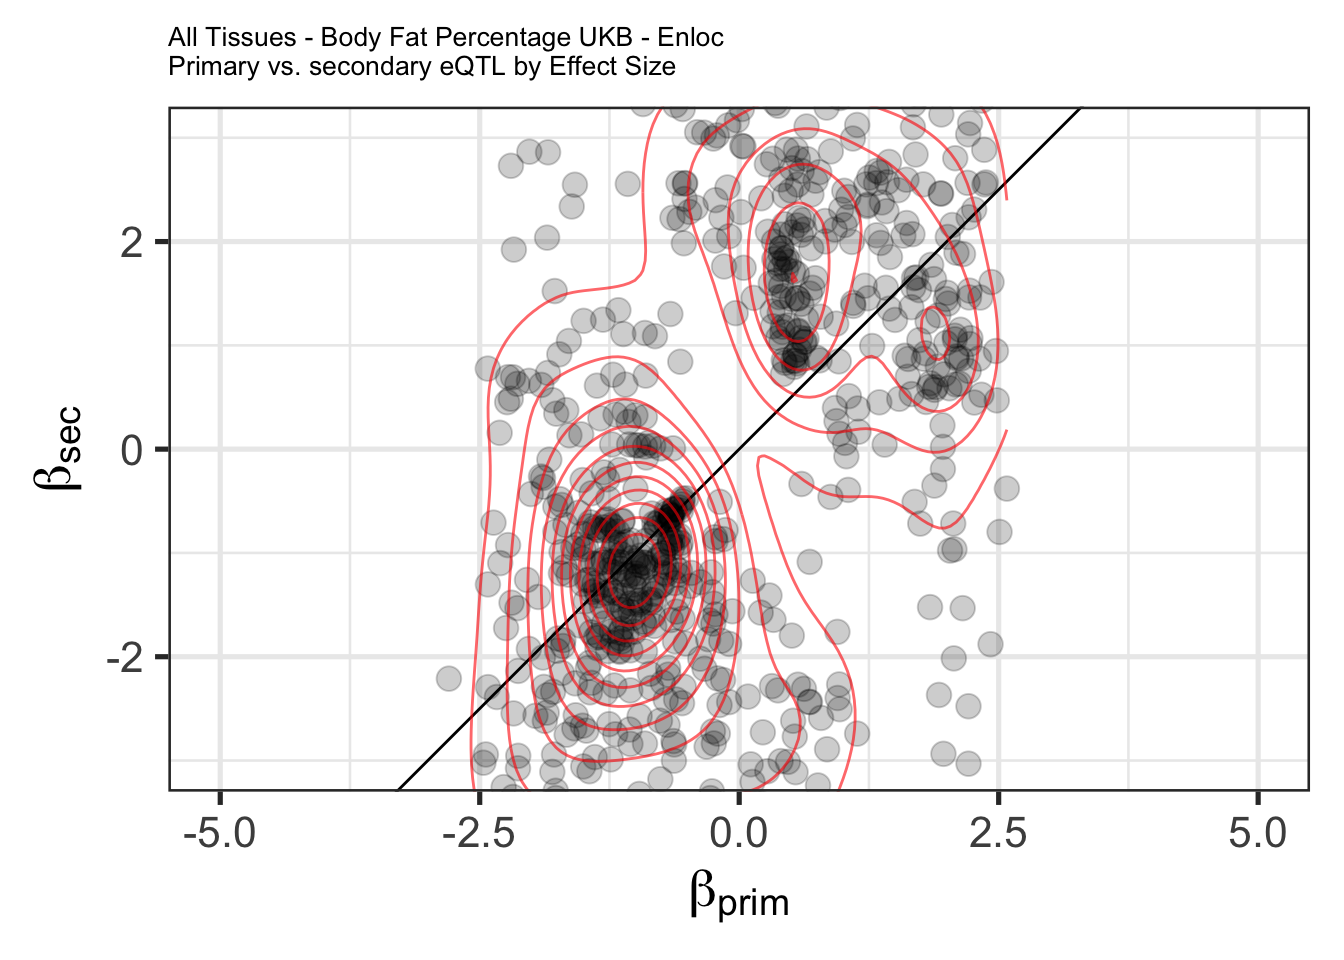 All Tissues - Body Fat Percentage UKB - Enloc
Primary vs. secondary eQTL by Effect Size
βsec
2
0
-2
-5.0 -2.5 0.0 2.5 5.0
βprim